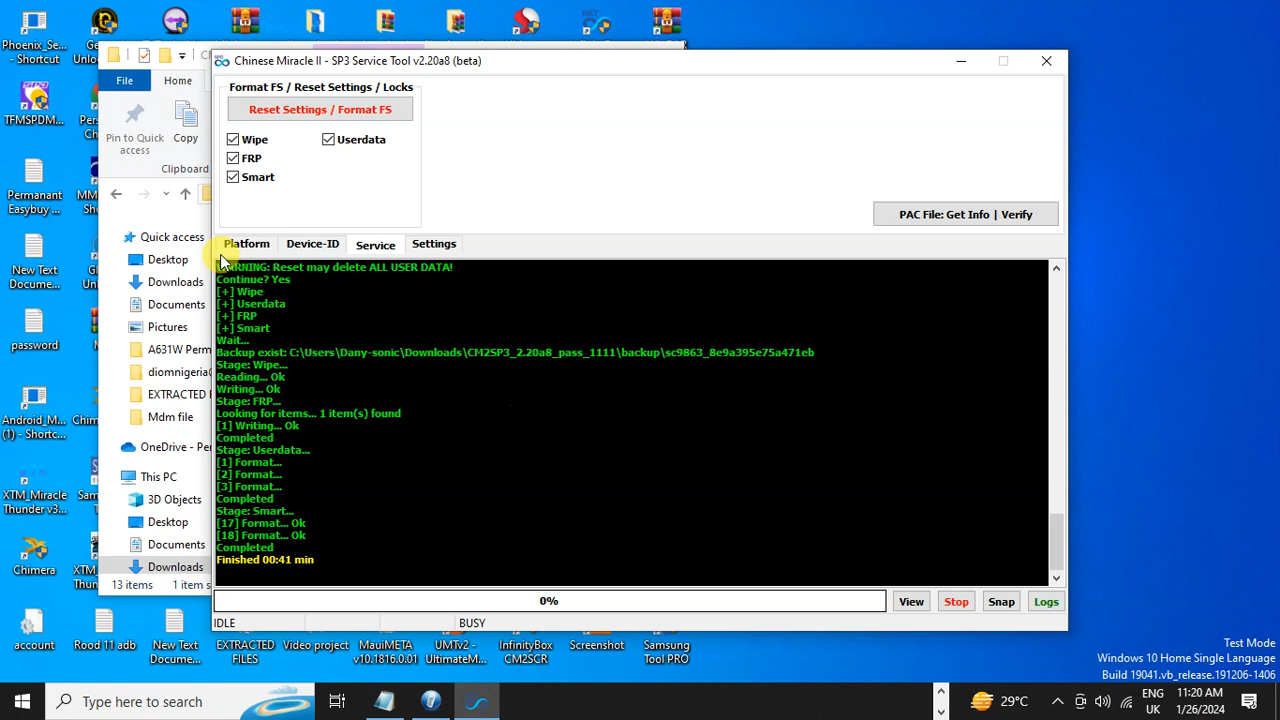 Phoenix_Se...
- Shortcut
Chinese Miracle II - SP3 Service Tool v2.20a8 (beta)
File
Home
Format FS / Reset Settings / Locks
Reset Settings / Format FS
Wipe
Userdata
FRP
Smart
PAC File: Get Info | Verify
Platform
Device-ID
Service
Settings
TFMSPDM...
Pin to Quick
access
Copy
Clipboard
Permanant
Easybuy ...
Quick access
Desktop
Downloads
Documents
Pictures
A631W Perm
diomnigeria(
EXTRACTED F
Mdm file
OneDrive - Per
This PC
3D Objects
Desktop
Documents
Downloads
13 items
1 item s
New Text
Docume...
password
Android_M...
(1) - Shortc...
XTM_Miracle
Thunder v3...
Chimera
WARNING: Reset may delete ALL USER DATA!
Continue? Yes
[+] Wipe
[+] Userdata
[+] FRP
[+] Smart
Wait...
Backup exist: C:\Users\Dany-sonic\Downloads\CM2SP3_2.20a8_pass_1111\backup\sc9863_8e9a395e75a471eb
Stage: Wipe...
Reading... Ok
Writing... Ok
Stage: FRP...
Looking for items... 1 item(s) found
[1] Writing... Ok
Completed
Stage: Userdata...
[1] Format...
[2] Format...
[3] Format...
Completed
Stage: Smart...
[17] Format... Ok
[18] Format... Ok
Completed
Finished 00:41 min
0%
View
Stop
Snap
Logs
IDLE
BUSY
account
Rood 11 adb
New Text
Docume...
EXTRACTED
FILES
Video project
MauiMETA
v10.1816.0.01
UMTv2 -
UltimateM...
InfinityBox
CM2SCR
Screenshot
Samsung
Tool PRO
Test Mode
Windows 10 Home Single Language
Build 19041.vb_release.191206-1406
Type here to search
29°C
ENG
UK
11:20 AM
1/26/2024